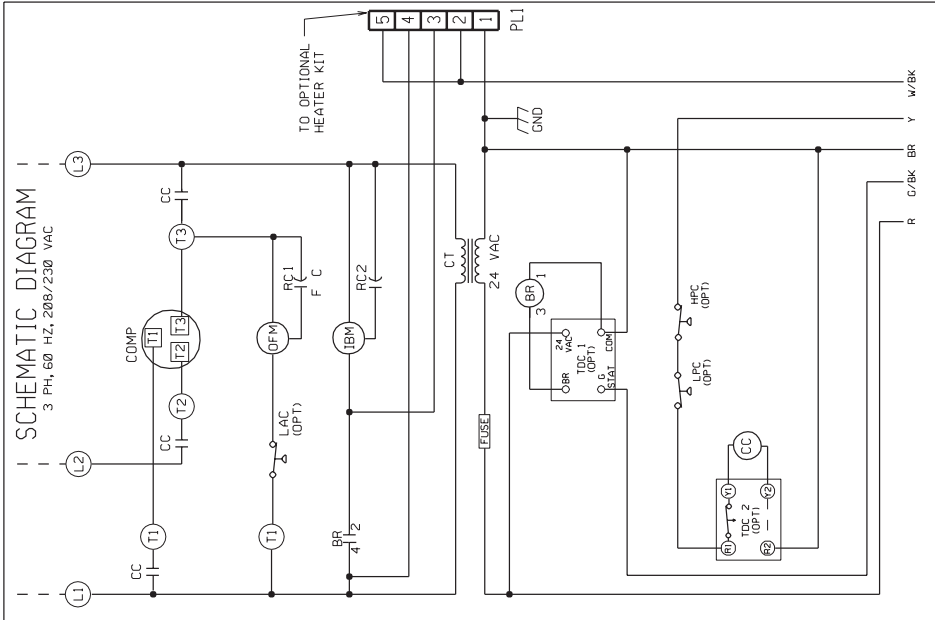 SCHEMATIC DIAGRAM
3 PH, 60 HZ, 208/230 VAC
L1
L2
L3
CC
T1
CC
T2
COMP
T1
T2
T3
T3
CC
T1
LAC
(OPT)
OFM
RC1
F C
BR
4 2
IBM
RC2
TO OPTIONAL
HEATER KIT
5 4 3 2 1
PL1
CT
24 VAC
FUSE
GND
BR
3 1
BR
24
VAC
TDC 1
(OPT)
G
STAT
COM
LPC
(OPT)
HPC
(OPT)
CC
R1
Y1
TDC 2
(OPT)
R2
Y2
R
G/BK
BR
Y
W/BK